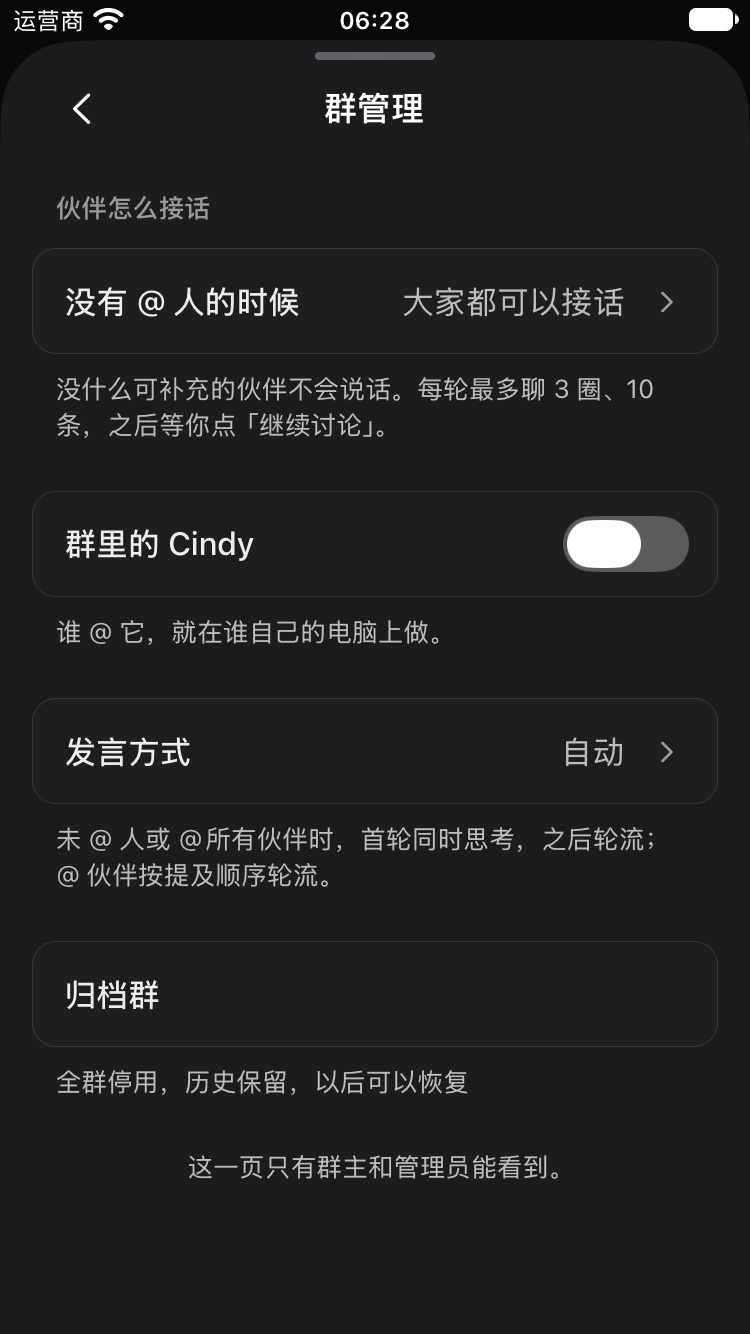 运营商 06:28
群管理
伙伴怎么接话
没有 @ 人的时候 大家都可以接话
没什么可补充的伙伴不会说话。每轮最多聊 3 圈、10
条，之后等你点「继续讨论」。
群里的 Cindy
谁 @ 它，就在谁自己的电脑上做。
发言方式 自动
未 @ 人或 @所有伙伴时，首轮同时思考，之后轮流；
@ 伙伴按提及顺序轮流。
归档群
全群停用，历史保留，以后可以恢复
这一页只有群主和管理员能看到。